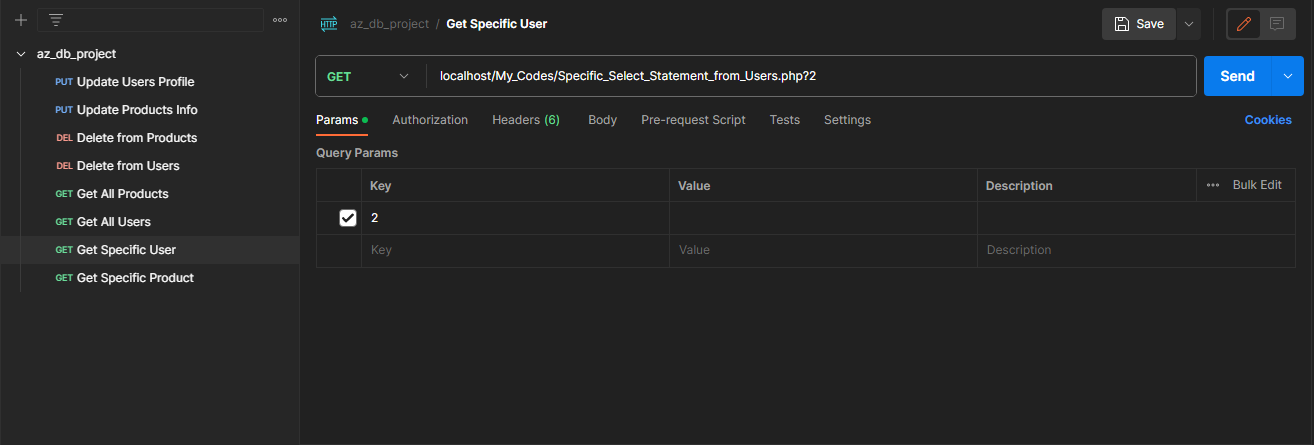 az_db_project
PUT Update Users Profile
PUT Update Products Info
DEL Delete from Products
DEL Delete from Users
GET Get All Products
GET Get All Users
GET Get Specific User
GET Get Specific Product
HTTP az_db_project / Get Specific User Save
GET localhost/My_Codes/Specific_Select_Statement_from_Users.php?2 Send
Params Authorization Headers (6) Body Pre-request Script Tests Settings Cookies
Query Params
Key Value Description Bulk Edit
2
Key Value Description